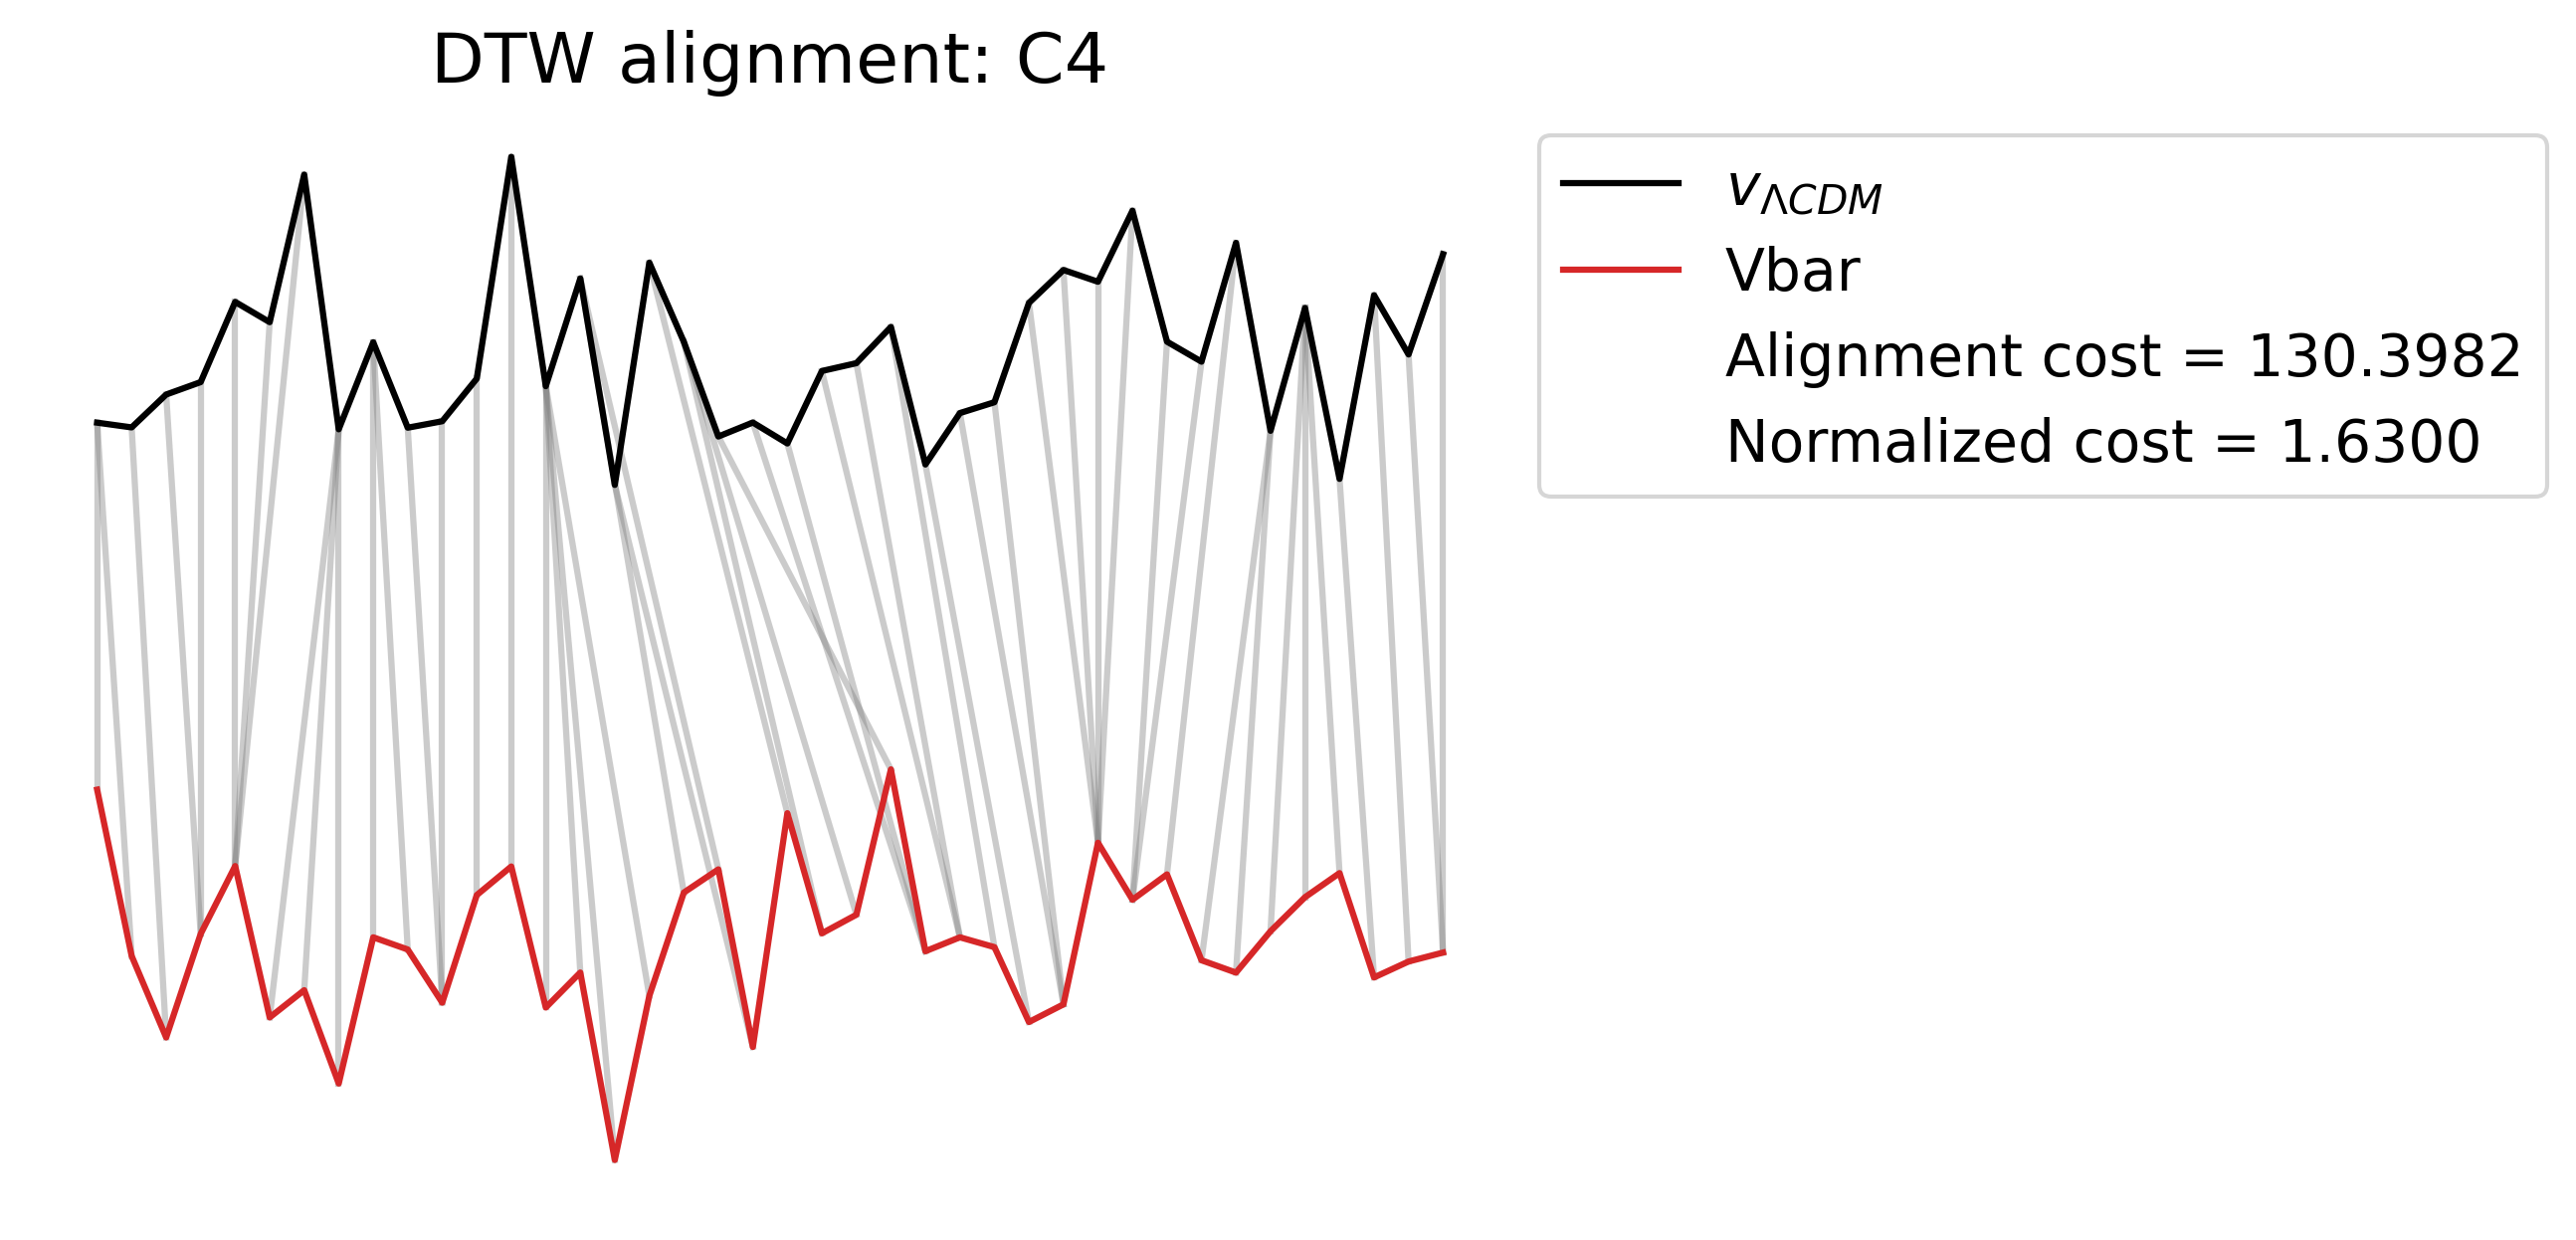 DTW alignment: C4
v_ΛCDM
Vbar
Alignment cost = 130.3982
Normalized cost = 1.6300